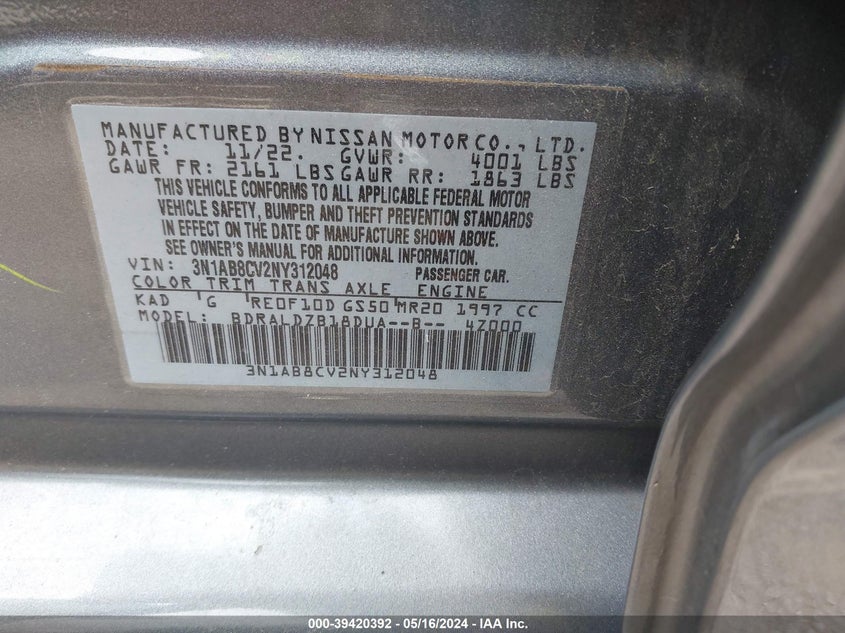 MANUFACTURED BY NISSAN MOTOR CO., LTD.
DATE: 11/22. GVWR: 4001 LBS
GAWR FR: 2161 LBS GAWR RR: 1863 LBS
THIS VEHICLE CONFORMS TO ALL APPLICABLE FEDERAL MOTOR
VEHICLE SAFETY, BUMPER AND THEFT PREVENTION STANDARDS
IN EFFECT ON THE DATE OF MANUFACTURE SHOWN ABOVE.
SEE OWNER'S MANUAL FOR ADDITIONAL INFORMATION.
VIN: 3N1AB8CV2NY312048 PASSENGER CAR.
COLOR TRIM TRANS AXLE ENGINE
KAD G RE0F10D GS50 MR20 1997 CC
MODEL: BDRALDZB18DUA--B-- 4Z000
3N1AB8CV2NY312048
000-39420392 - 05/16/2024 - IAA Inc.